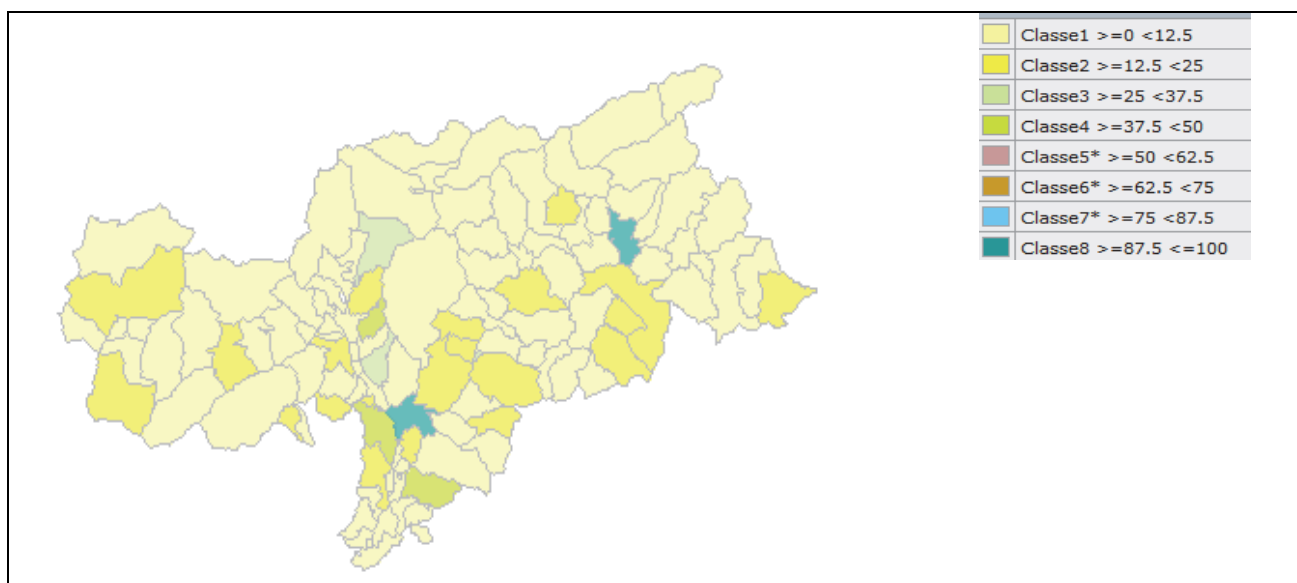 Classe1 >=0 <12.5
Classe2 >=12.5 <25
Classe3 >=25 <37.5
Classe4 >=37.5 <50
Classe5* >=50 <62.5
Classe6* >=62.5 <75
Classe7* >=75 <87.5
Classe8 >=87.5 <=100